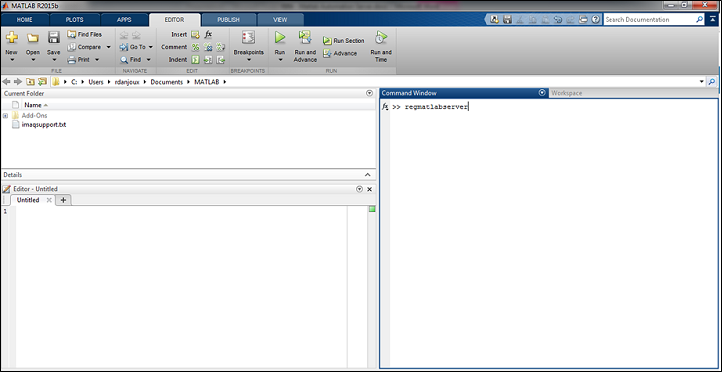 MATLAB R2015b
HOME PLOTS APPS EDITOR PUBLISH VIEW
Search Documentation
New Open Save
Find Files
Compare
Print
Go To
Find
Insert fx
Comment
Indent
Breakpoints
Run
Run and Advance
Run Section
Advance
Run and Time
FILE NAVIGATE EDIT BREAKPOINTS RUN
C: Users rdanjoux Documents MATLAB
Current Folder
Name
Add-Ons
imaqsupport.txt
Details
Editor - Untitled
Untitled
1
Command Window Workspace
fx >> regmatlabserver